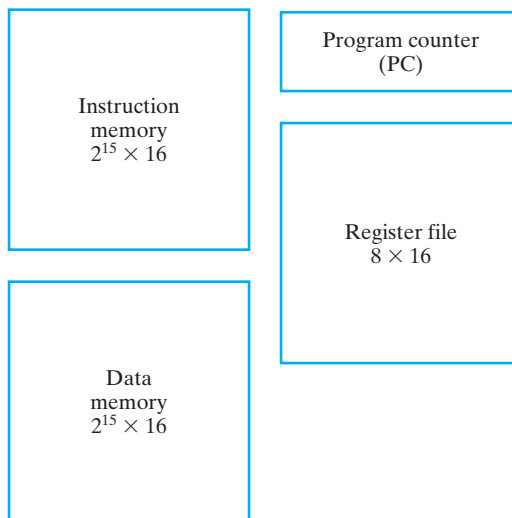 Instruction
memory
2¹⁵ × 16
Program counter
(PC)
Register file
8 × 16
Data
memory
2¹⁵ × 16